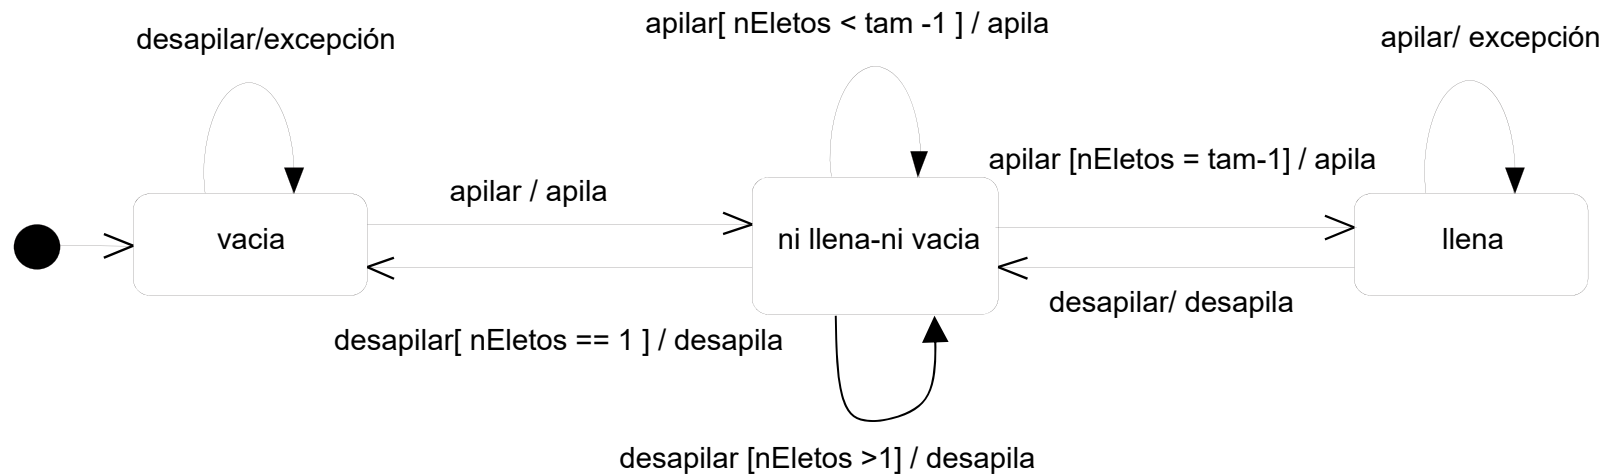 desapilar/excepción
apilar[ nEletos < tam -1 ] / apila
apilar/ excepción
apilar / apila
apilar [nEletos = tam-1] / apila
vacia
ni llena-ni vacia
llena
desapilar[ nEletos == 1 ] / desapila
desapilar/ desapila
desapilar [nEletos >1] / desapila